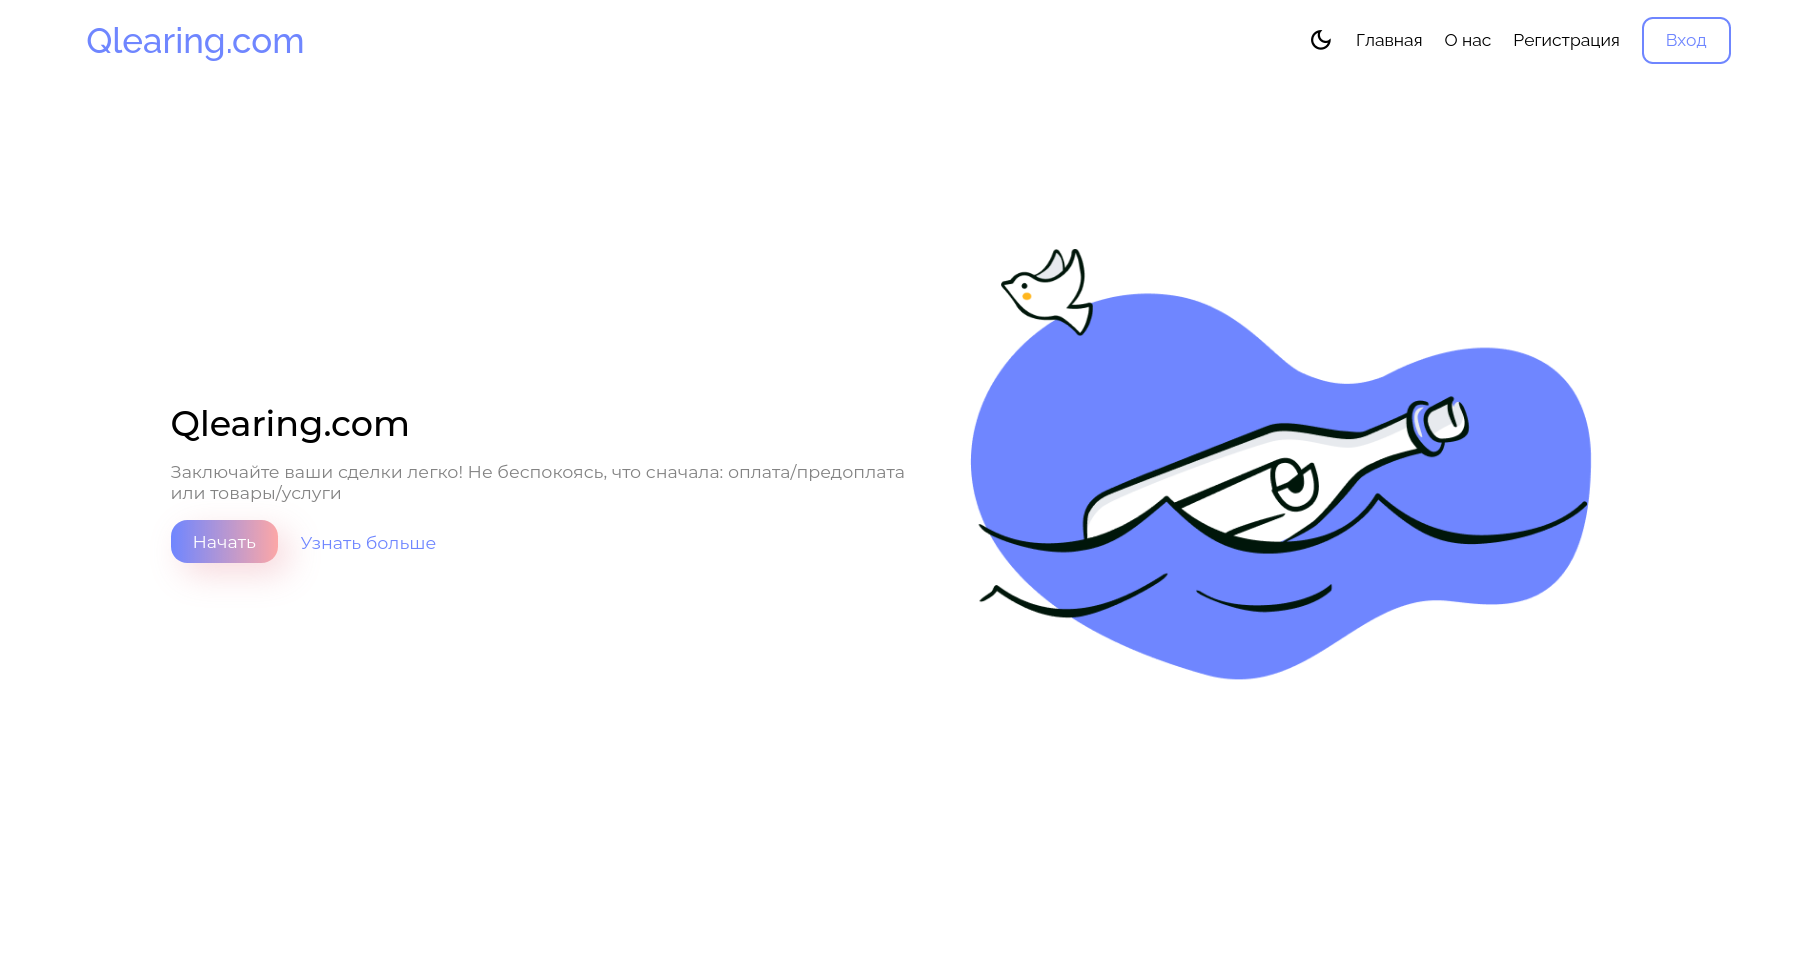 Qlearing.com
Главная
О нас
Регистрация
Вход
Qlearing.com
Заключайте ваши сделки легко! Не беспокоясь, что сначала: оплата/предоплата
или товары/услуги
Начать
Узнать больше